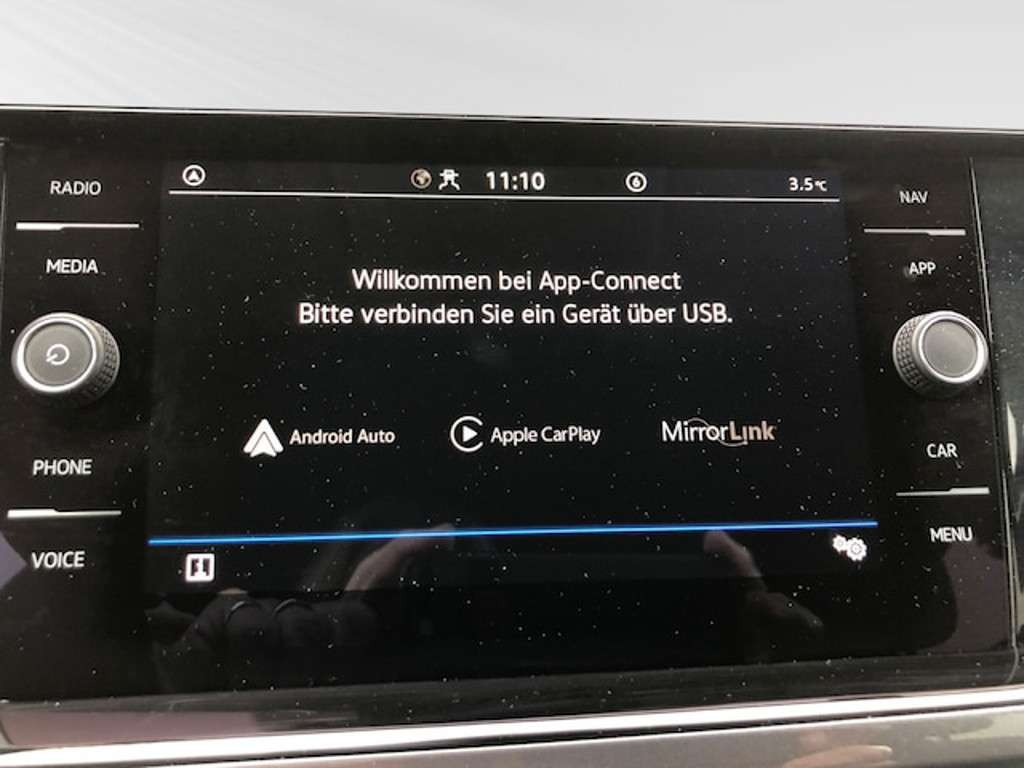 RADIO
MEDIA
PHONE
VOICE
11:10
6
3.5°C
Willkommen bei App-Connect
Bitte verbinden Sie ein Gerät über USB.
Android Auto
Apple CarPlay
MirrorLink
NAV
APP
CAR
MENU